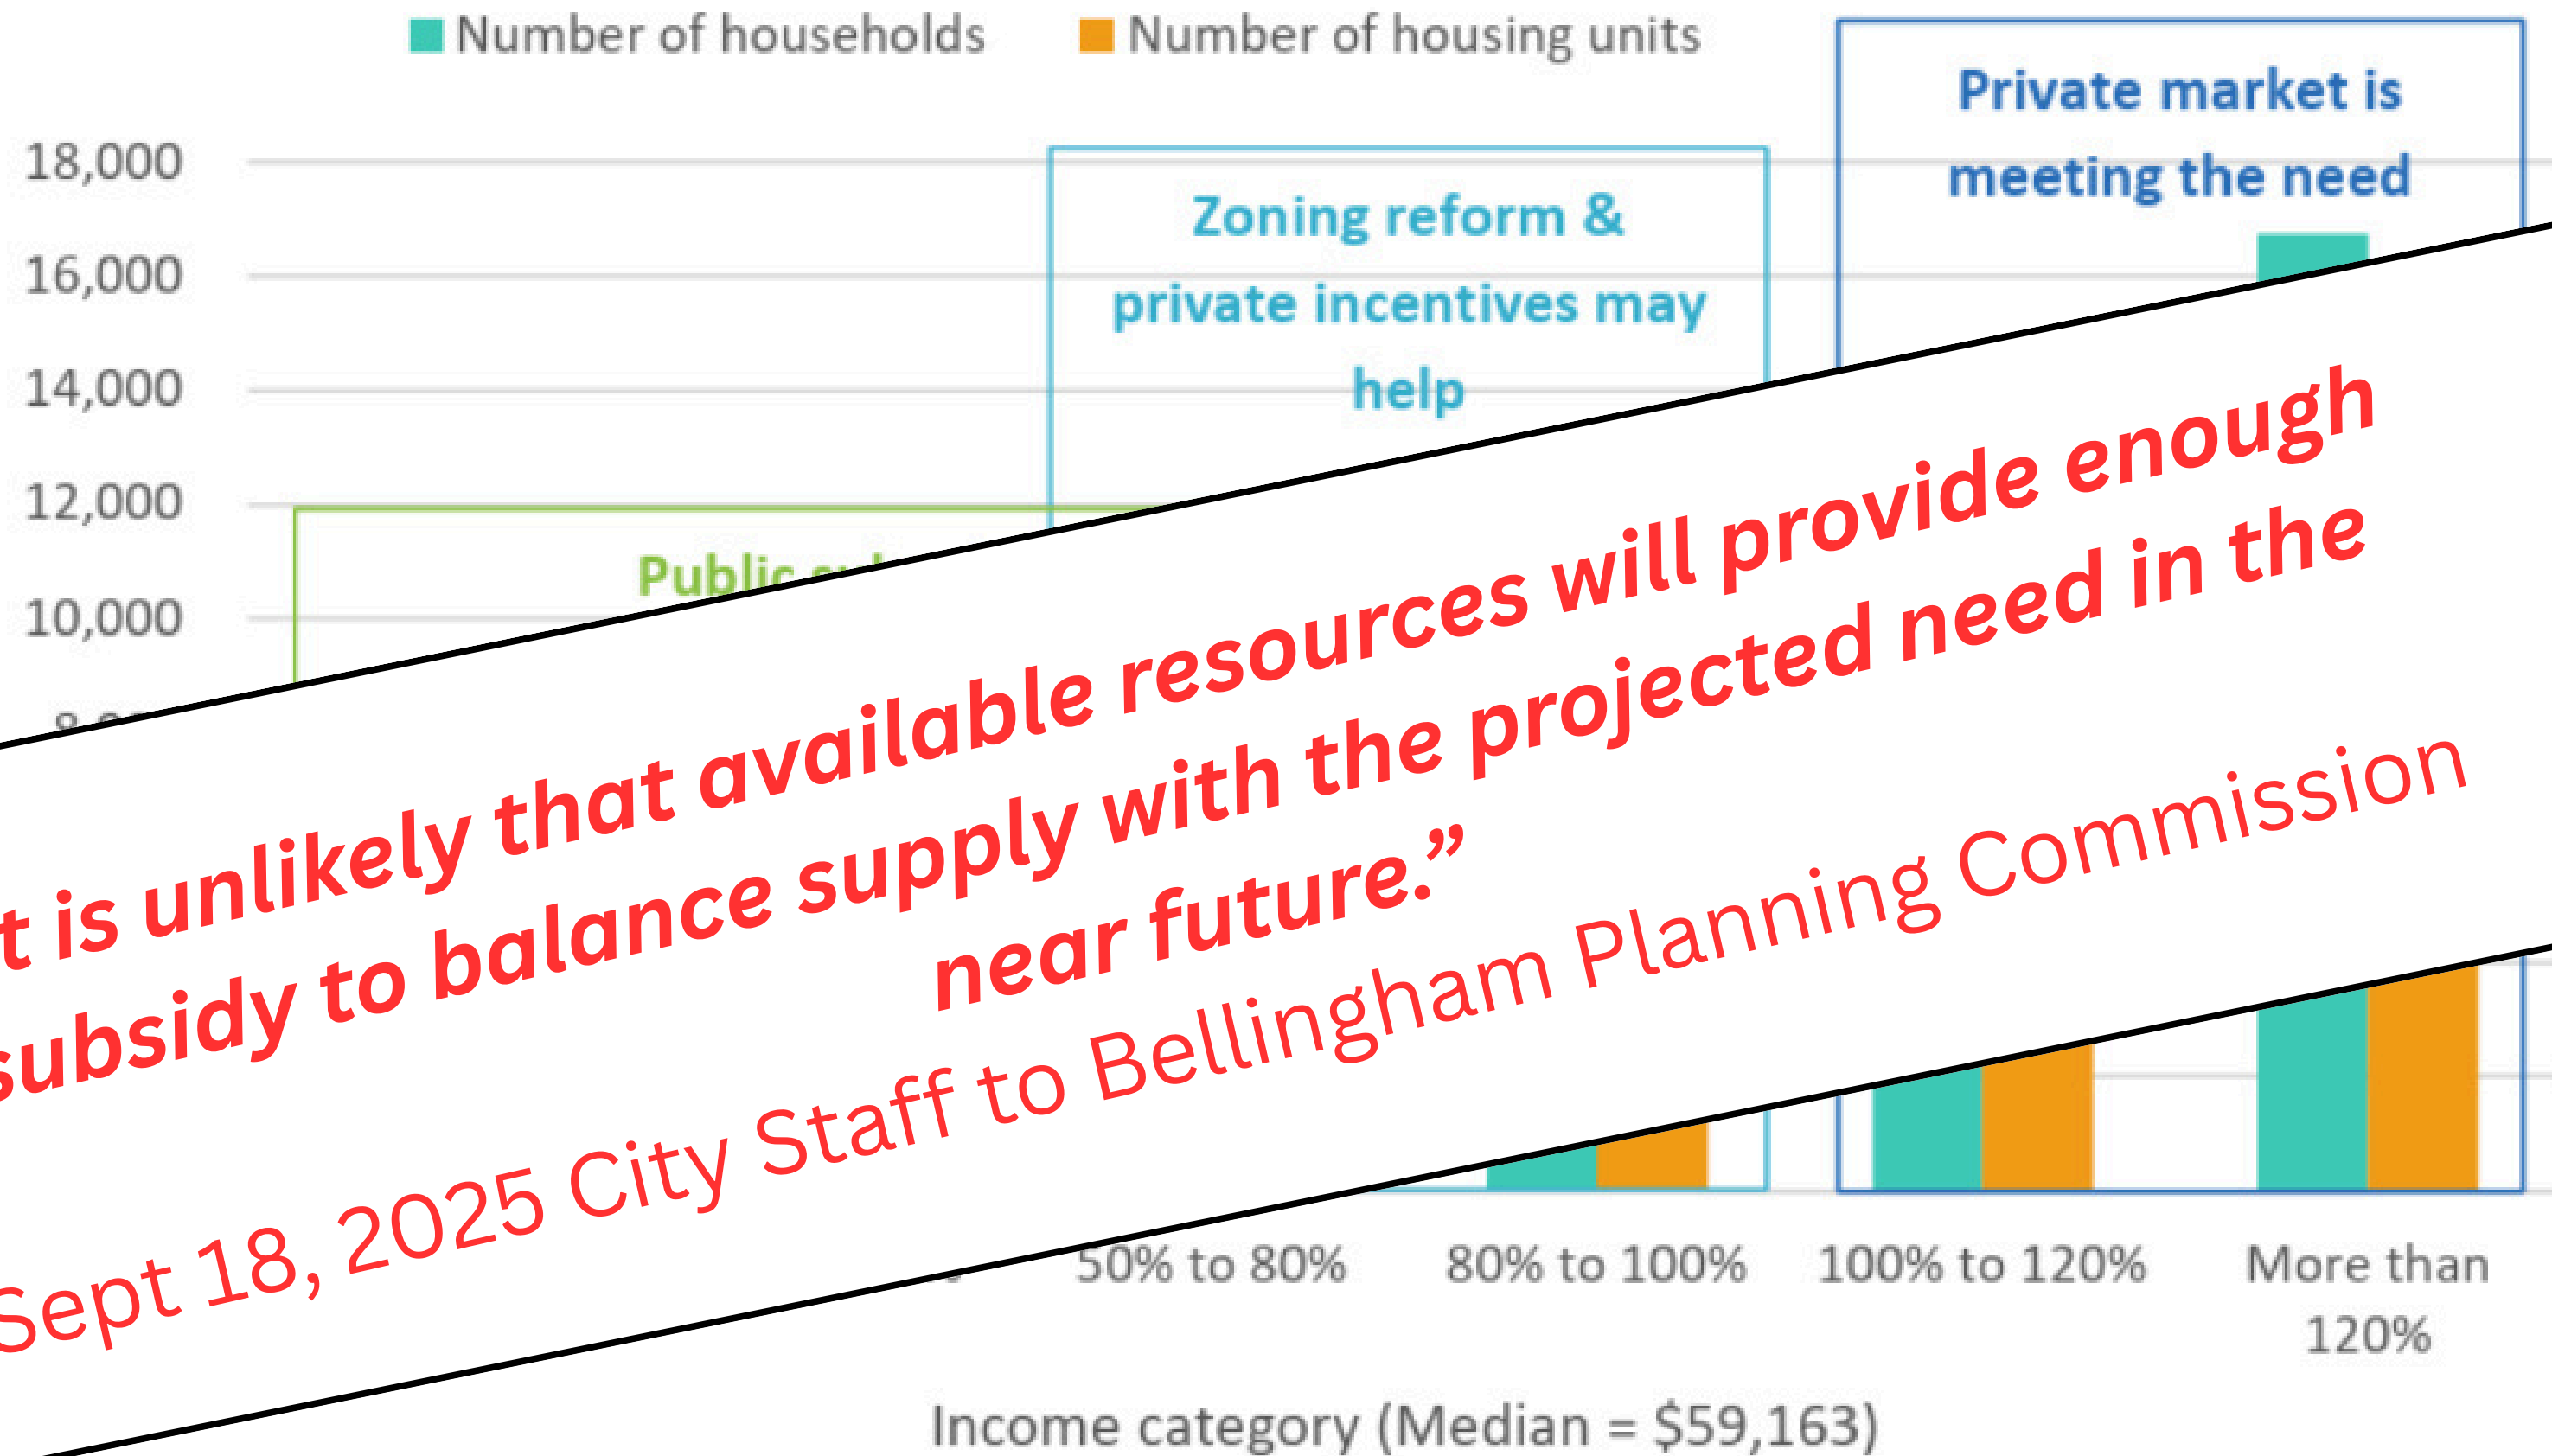 Number of households
Number of housing units
Private market is
meeting the need
Zoning reform &
private incentives may
help
Public
18,000
16,000
14,000
12,000
10,000
t is unlikely that available resources will provide enough
subsidy to balance supply with the projected need in the
near future.”
Sept 18, 2025 City Staff to Bellingham Planning Commission
50% to 80%
80% to 100%
100% to 120%
More than
120%
Income category (Median = $59,163)